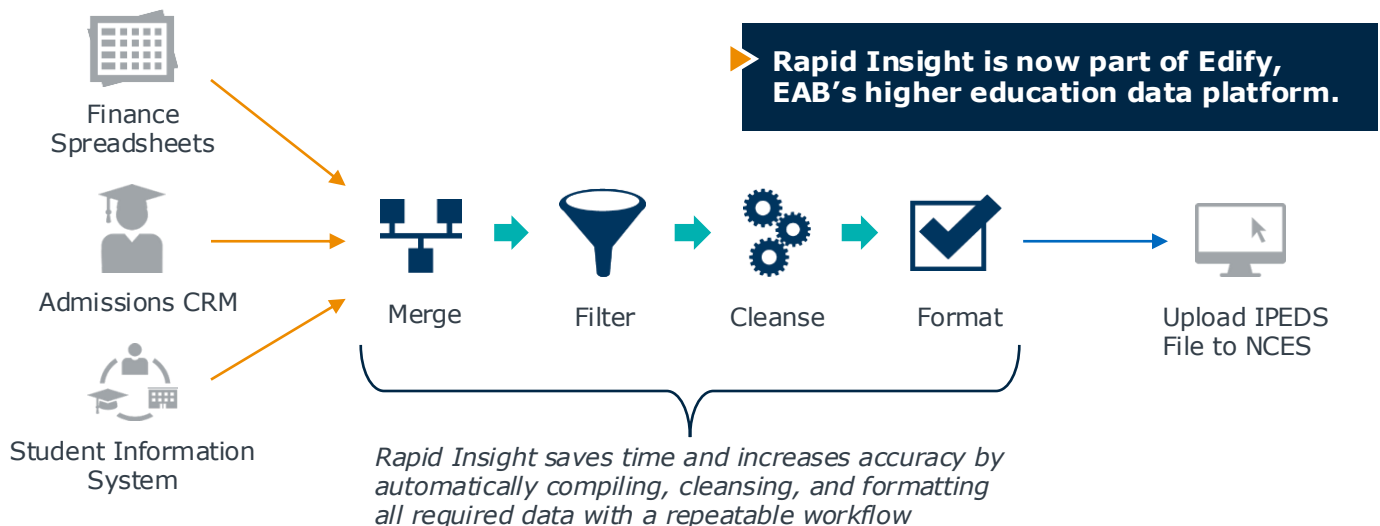 Rapid Insight is now part of Edify,
EAB’s higher education data platform.
Finance
Spreadsheets
Admissions CRM
Student Information
System
Merge
Filter
Cleanse
Format
Upload IPEDS
File to NCES
Rapid Insight saves time and increases accuracy by
automatically compiling, cleansing, and formatting
all required data with a repeatable workflow